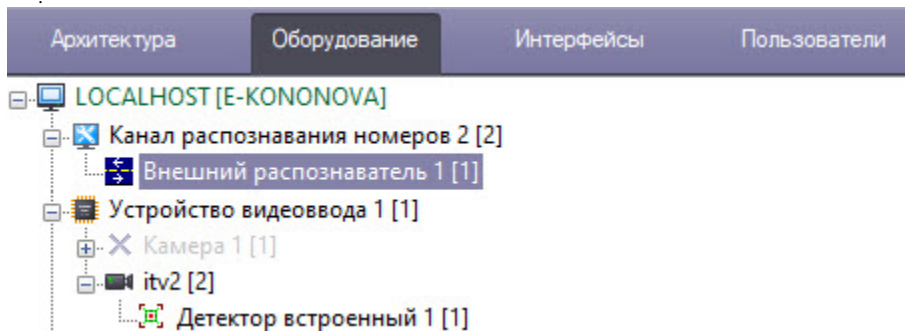 Архитектура Оборудование Интерфейсы Пользователи
LOCALHOST [E-KONONOVA]
Канал распознавания номеров 2 [2]
Внешний распознаватель 1 [1]
Устройство видеоввода 1 [1]
Камера 1 [1]
itv2 [2]
Детектор встроенный 1 [1]